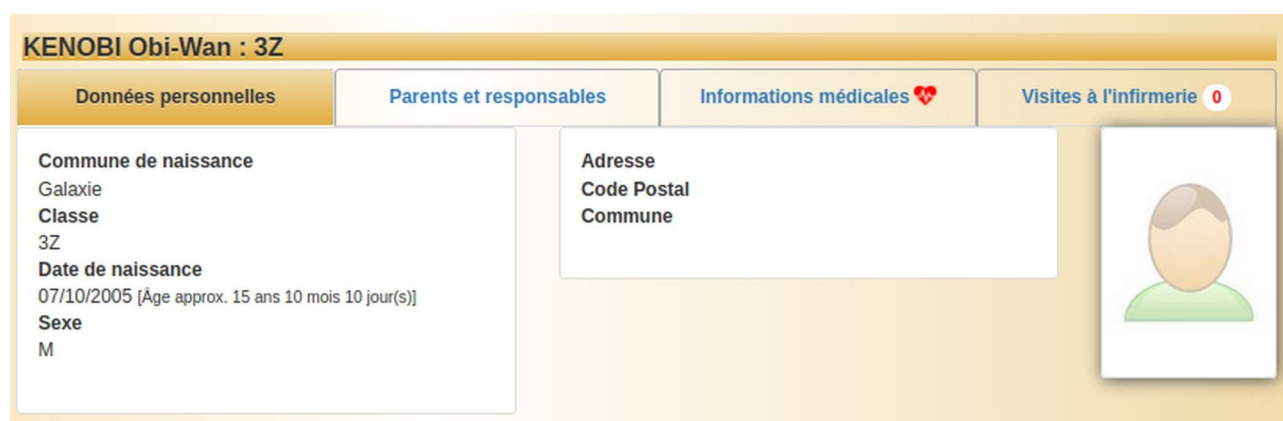 KENOBI Obi-Wan : 3Z
Données personnelles
Parents et responsables
Informations médicales
Visites à l'infirmerie 0
Commune de naissance
Galaxie
Classe
3Z
Date de naissance
07/10/2005 [Âge approx. 15 ans 10 mois 10 jour(s)]
Sexe
M
Adresse
Code Postal
Commune